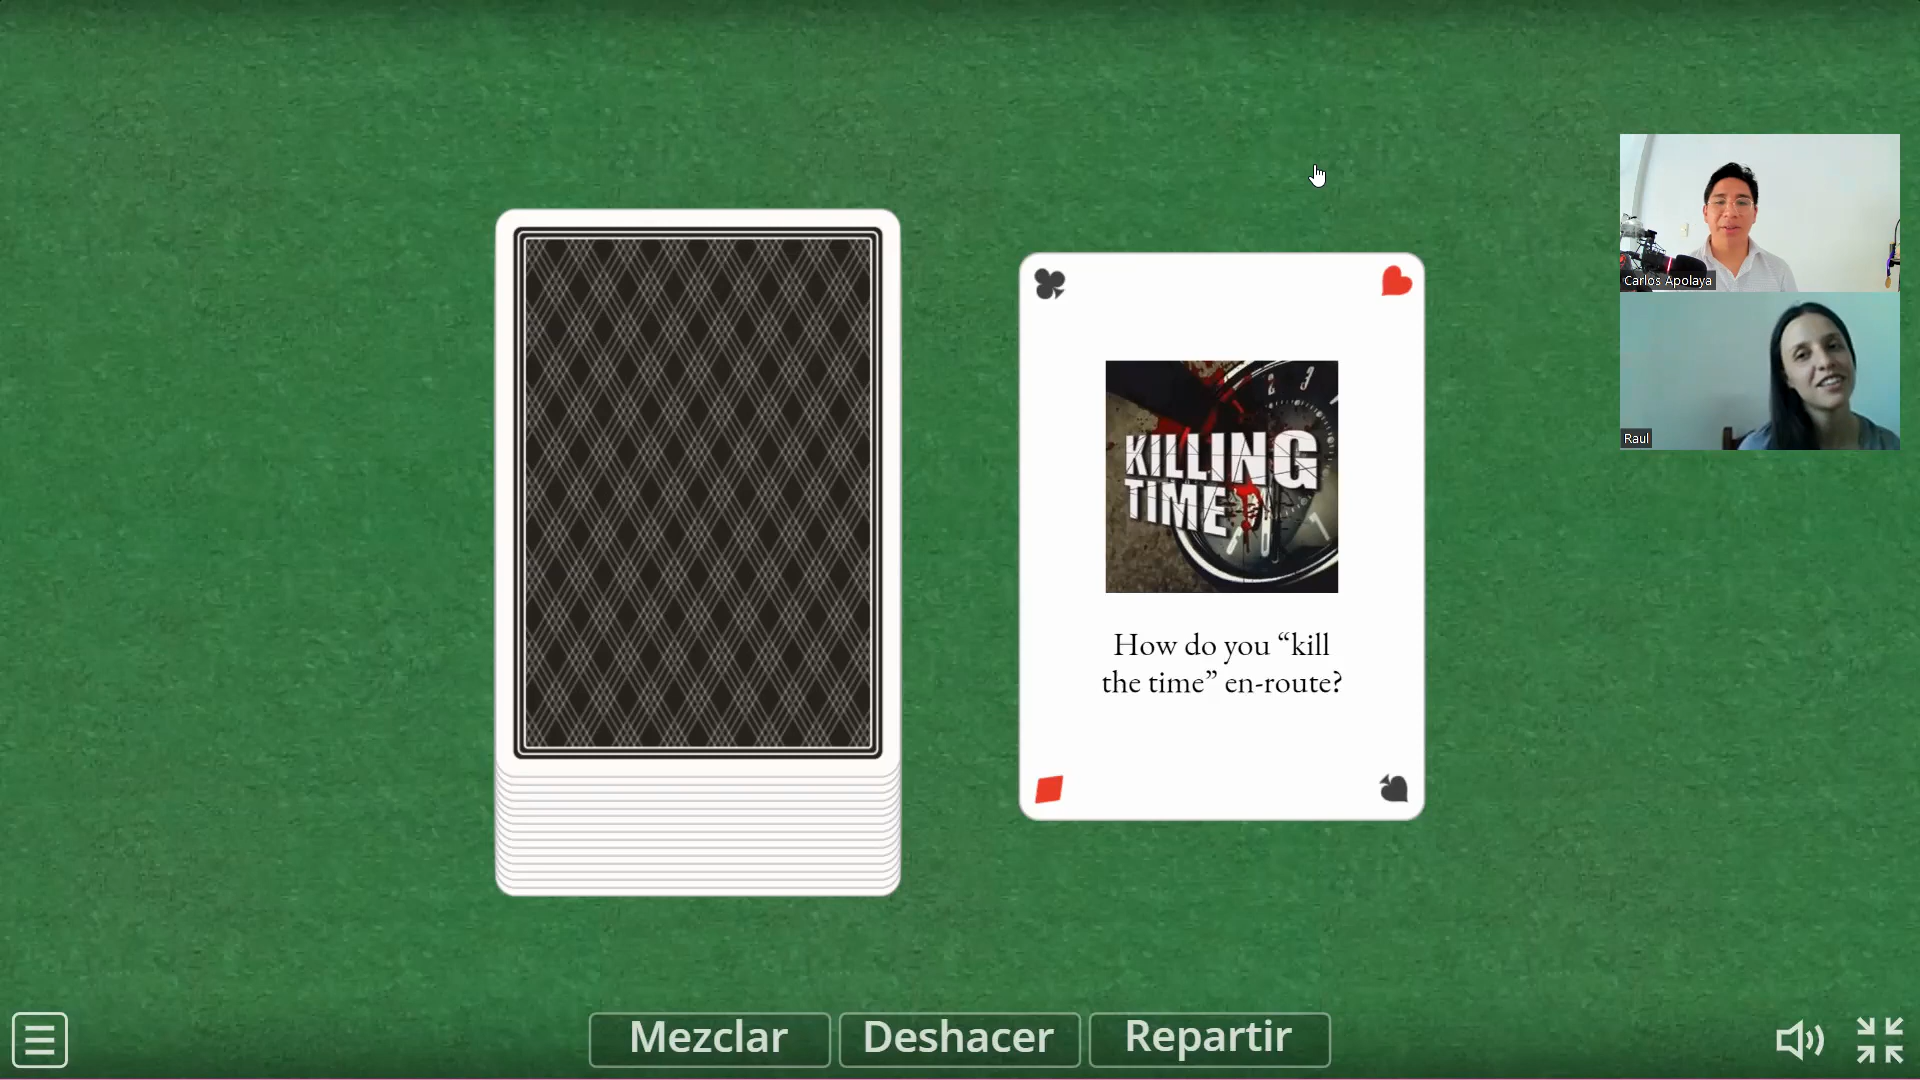 Carlos Apolaya
Raul
KILLING
TIME
How do you “kill
the time” en-route?
Mezclar
Deshacer
Repartir